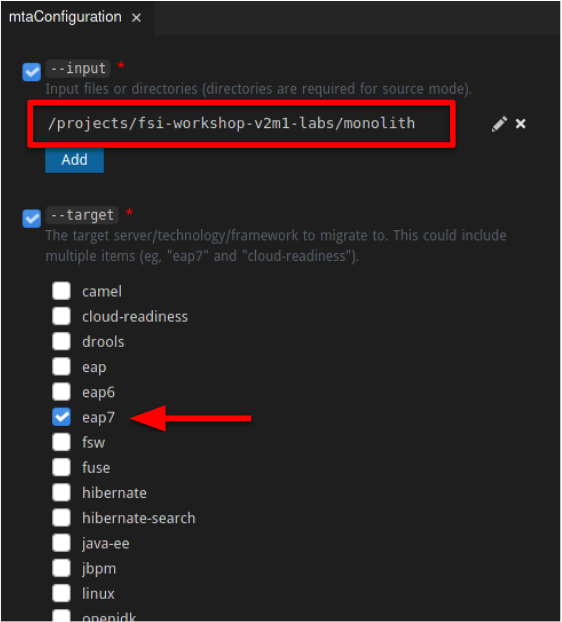 mtaConfiguration ×
--input *
Input files or directories (directories are required for source mode).
/projects/fsi-workshop-v2m1-labs/monolith
Add
--target *
The target server/technology/framework to migrate to. This could include
multiple items (eg, "eap7" and "cloud-readiness").
camel
cloud-readiness
drools
eap
eap6
eap7
fsw
fuse
hibernate
hibernate-search
java-ee
jbpm
linux
openjdk